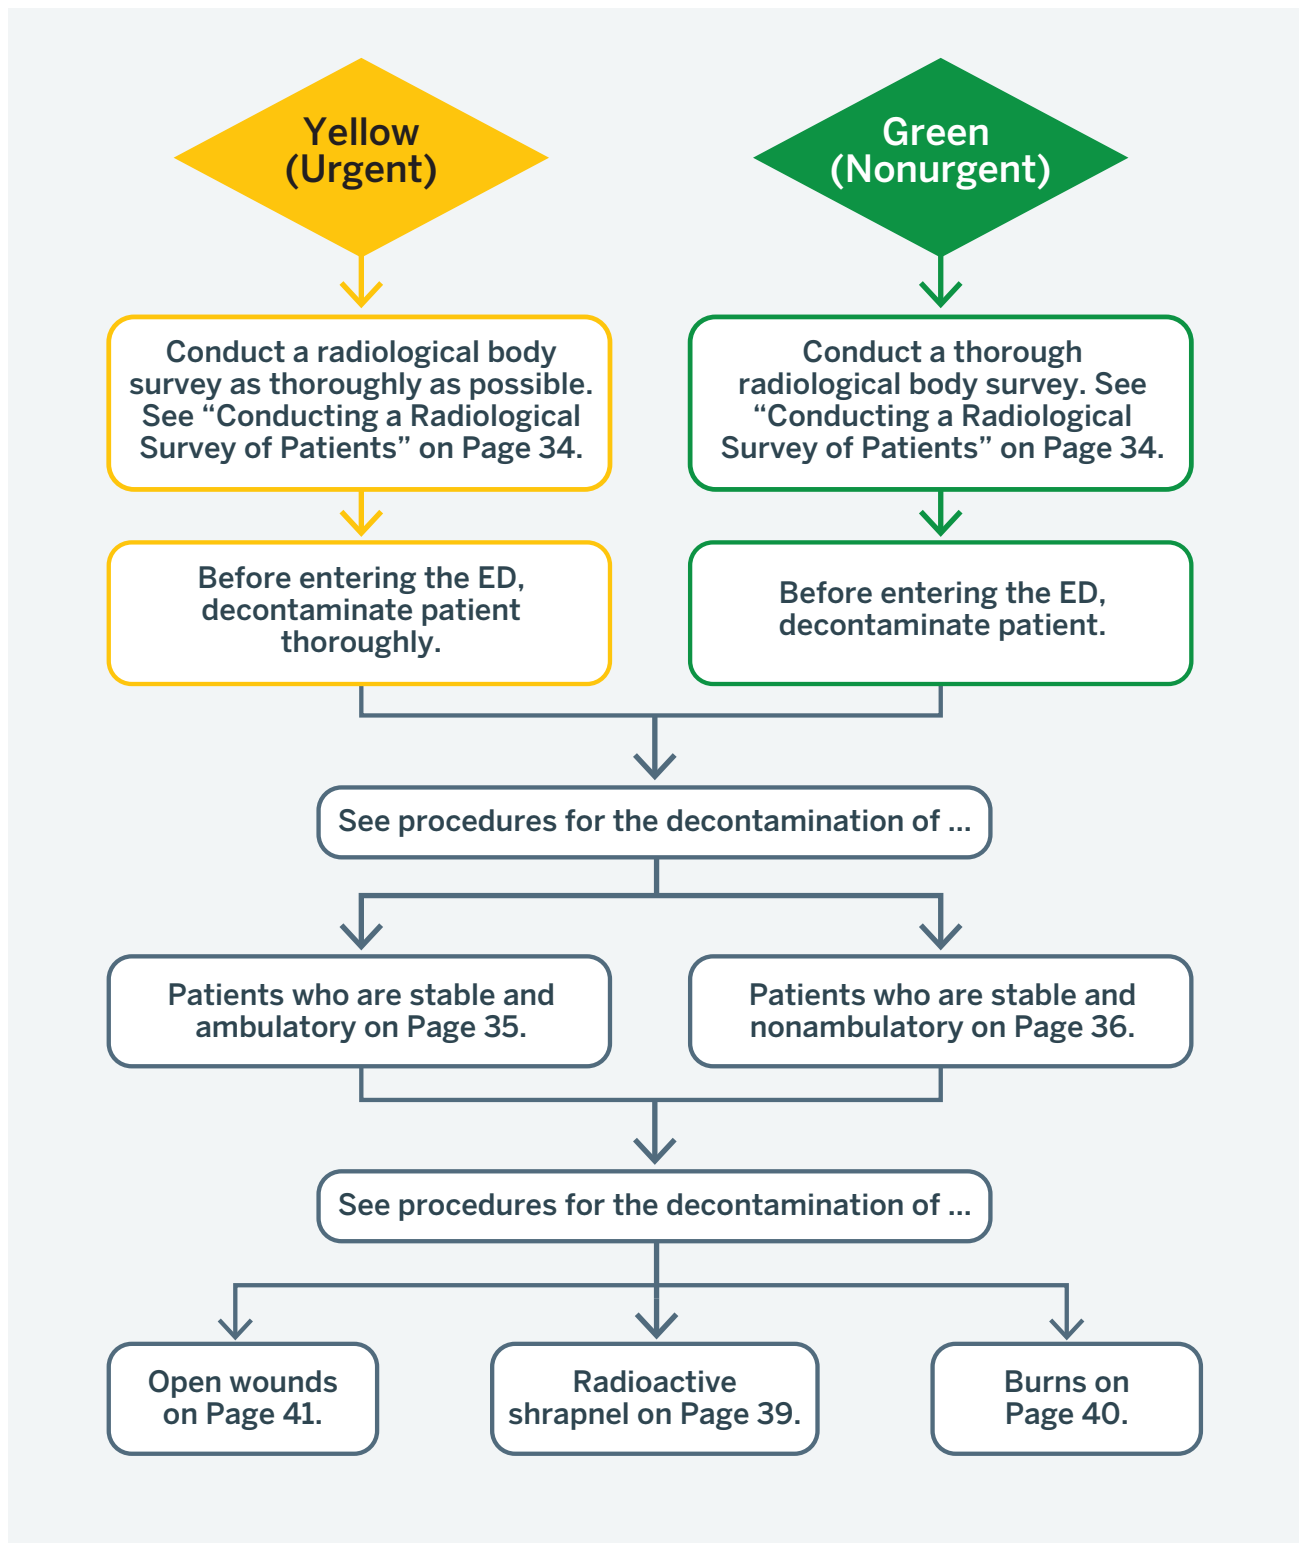 Yellow
(Urgent)
Green
(Nonurgent)
Conduct a radiological body
survey as thoroughly as possible.
See “Conducting a Radiological
Survey of Patients” on Page 34.
Conduct a thorough
radiological body survey. See
“Conducting a Radiological
Survey of Patients” on Page 34.
Before entering the ED,
decontaminate patient
thoroughly.
Before entering the ED,
decontaminate patient.
See procedures for the decontamination of ...
Patients who are stable and
ambulatory on Page 35.
Patients who are stable and
nonambulatory on Page 36.
See procedures for the decontamination of ...
Open wounds
on Page 41.
Radioactive
shrapnel on Page 39.
Burns on
Page 40.